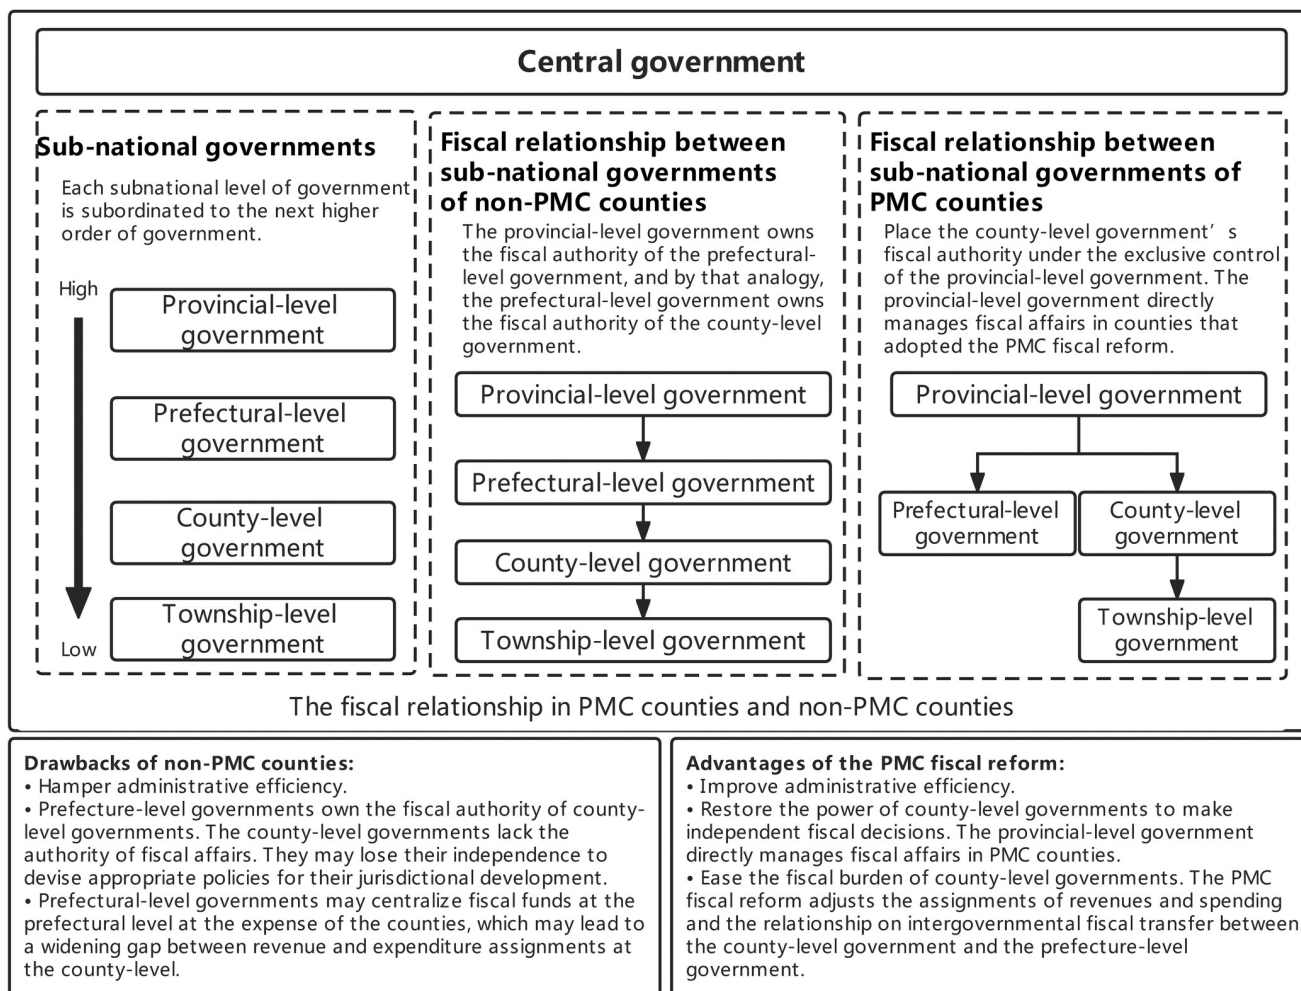 Central government
Sub-national governments
Each subnational level of government
is subordinated to the next higher
order of government.
High
Provincial-level
government
Prefectural-level
government
County-level
government
Township-level
government
Low
Fiscal relationship between
sub-national governments
of non-PMC counties
The provincial-level government owns
the fiscal authority of the prefectural-
level government, and by that analogy,
the prefectural-level government owns
the fiscal authority of the county-level
government.
Provincial-level government
Prefectural-level government
County-level government
Township-level government
Fiscal relationship between
sub-national governments of
PMC counties
Place the county-level government’s
fiscal authority under the exclusive control
of the provincial-level government. The
provincial-level government directly
manages fiscal affairs in counties that
adopted the PMC fiscal reform.
Provincial-level government
Prefectural-level
government
County-level
government
Township-level
government
The fiscal relationship in PMC counties and non-PMC counties
Drawbacks of non-PMC counties:
• Hamper administrative efficiency.
• Prefecture-level governments own the fiscal authority of county-
level governments. The county-level governments lack the
authority of fiscal affairs. They may lose their independence to
devise appropriate policies for their jurisdictional development.
• Prefectural-level governments may centralize fiscal funds at the
prefectural level at the expense of the counties, which may lead to
a widening gap between revenue and expenditure assignments at
the county-level.
Advantages of the PMC fiscal reform:
• Improve administrative efficiency.
• Restore the power of county-level governments to make
independent fiscal decisions. The provincial-level government
directly manages fiscal affairs in PMC counties.
• Ease the fiscal burden of county-level governments. The PMC
fiscal reform adjusts the assignments of revenues and spending
and the relationship on intergovernmental fiscal transfer between
the county-level government and the prefecture-level
government.